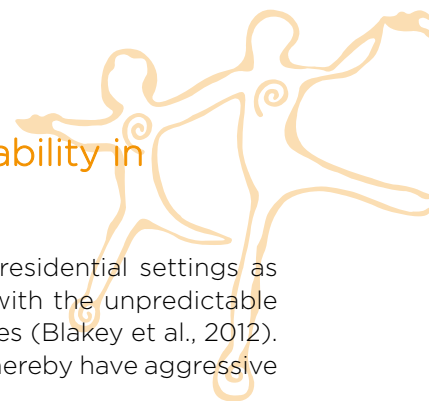 ability in
residential settings as
with the unpredictable
es (Blakey et al., 2012).
hereby have aggressive